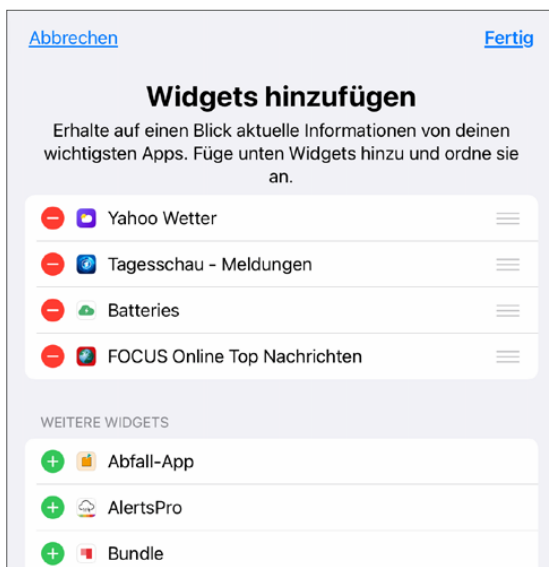 Abbrechen
Fertig
Widgets hinzufügen
Erhalte auf einen Blick aktuelle Informationen von deinen
wichtigsten Apps. Füge unten Widgets hinzu und ordne sie
an.
Yahoo Wetter
Tagesschau - Meldungen
Batteries
FOCUS Online Top Nachrichten
WEITERE WIDGETS
Abfall-App
AlertsPro
Bundle